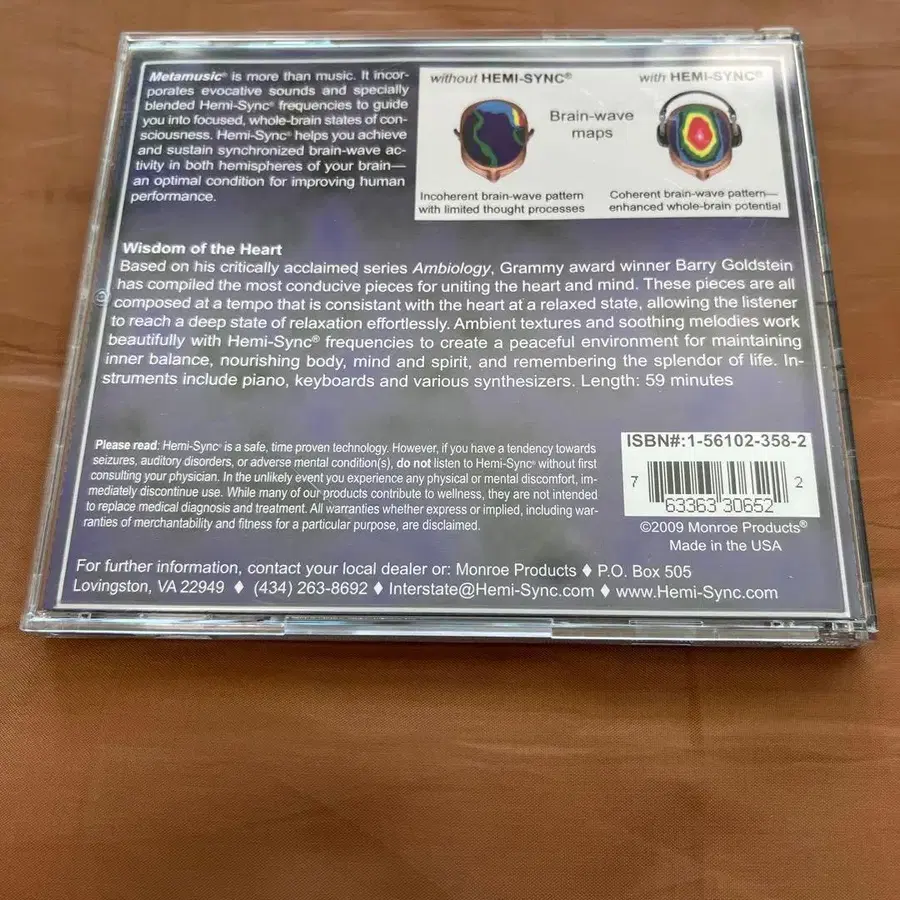 Metamusic® is more than music. It incor-
porates evocative sounds and specially
blended Hemi-Sync® frequencies to guide
you into focused, whole-brain states of con-
sciousness. Hemi-Sync® helps you achieve
and sustain synchronized brain-wave ac-
tivity in both hemispheres of your brain—
an optimal condition for improving human
performance.
without HEMI-SYNC®
with HEMI-SYNC®
Brain-wave
maps
Incoherent brain-wave pattern
with limited thought processes
Coherent brain-wave pattern—
enhanced whole-brain potential
Wisdom of the Heart
Based on his critically acclaimed series Ambiology, Grammy award winner Barry Goldstein
has compiled the most conducive pieces for uniting the heart and mind. These pieces are all
composed at a tempo that is consistant with the heart at a relaxed state, allowing the listener
to reach a deep state of relaxation effortlessly. Ambient textures and soothing melodies work
beautifully with Hemi-Sync® frequencies to create a peaceful environment for maintaining
inner balance, nourishing body, mind and spirit, and remembering the splendor of life. In-
struments include piano, keyboards and various synthesizers. Length: 59 minutes
Please read: Hemi-Sync® is a safe, time proven technology. However, if you have a tendency towards
seizures, auditory disorders, or adverse mental condition(s), do not listen to Hemi-Sync® without first
consulting your physician. In the unlikely event you experience any physical or mental discomfort, im-
mediately discontinue use. While many of our products contribute to wellness, they are not intended
to replace medical diagnosis and treatment. All warranties whether express or implied, including war-
ranties of merchantability and fitness for a particular purpose, are disclaimed.
ISBN#:1-56102-358-2
7 63363 30652 2
©2009 Monroe Products®
Made in the USA
For further information, contact your local dealer or: Monroe Products ♦ P.O. Box 505
Lovingston, VA 22949 ♦ (434) 263-8692 ♦ Interstate@Hemi-Sync.com ♦ www.Hemi-Sync.com